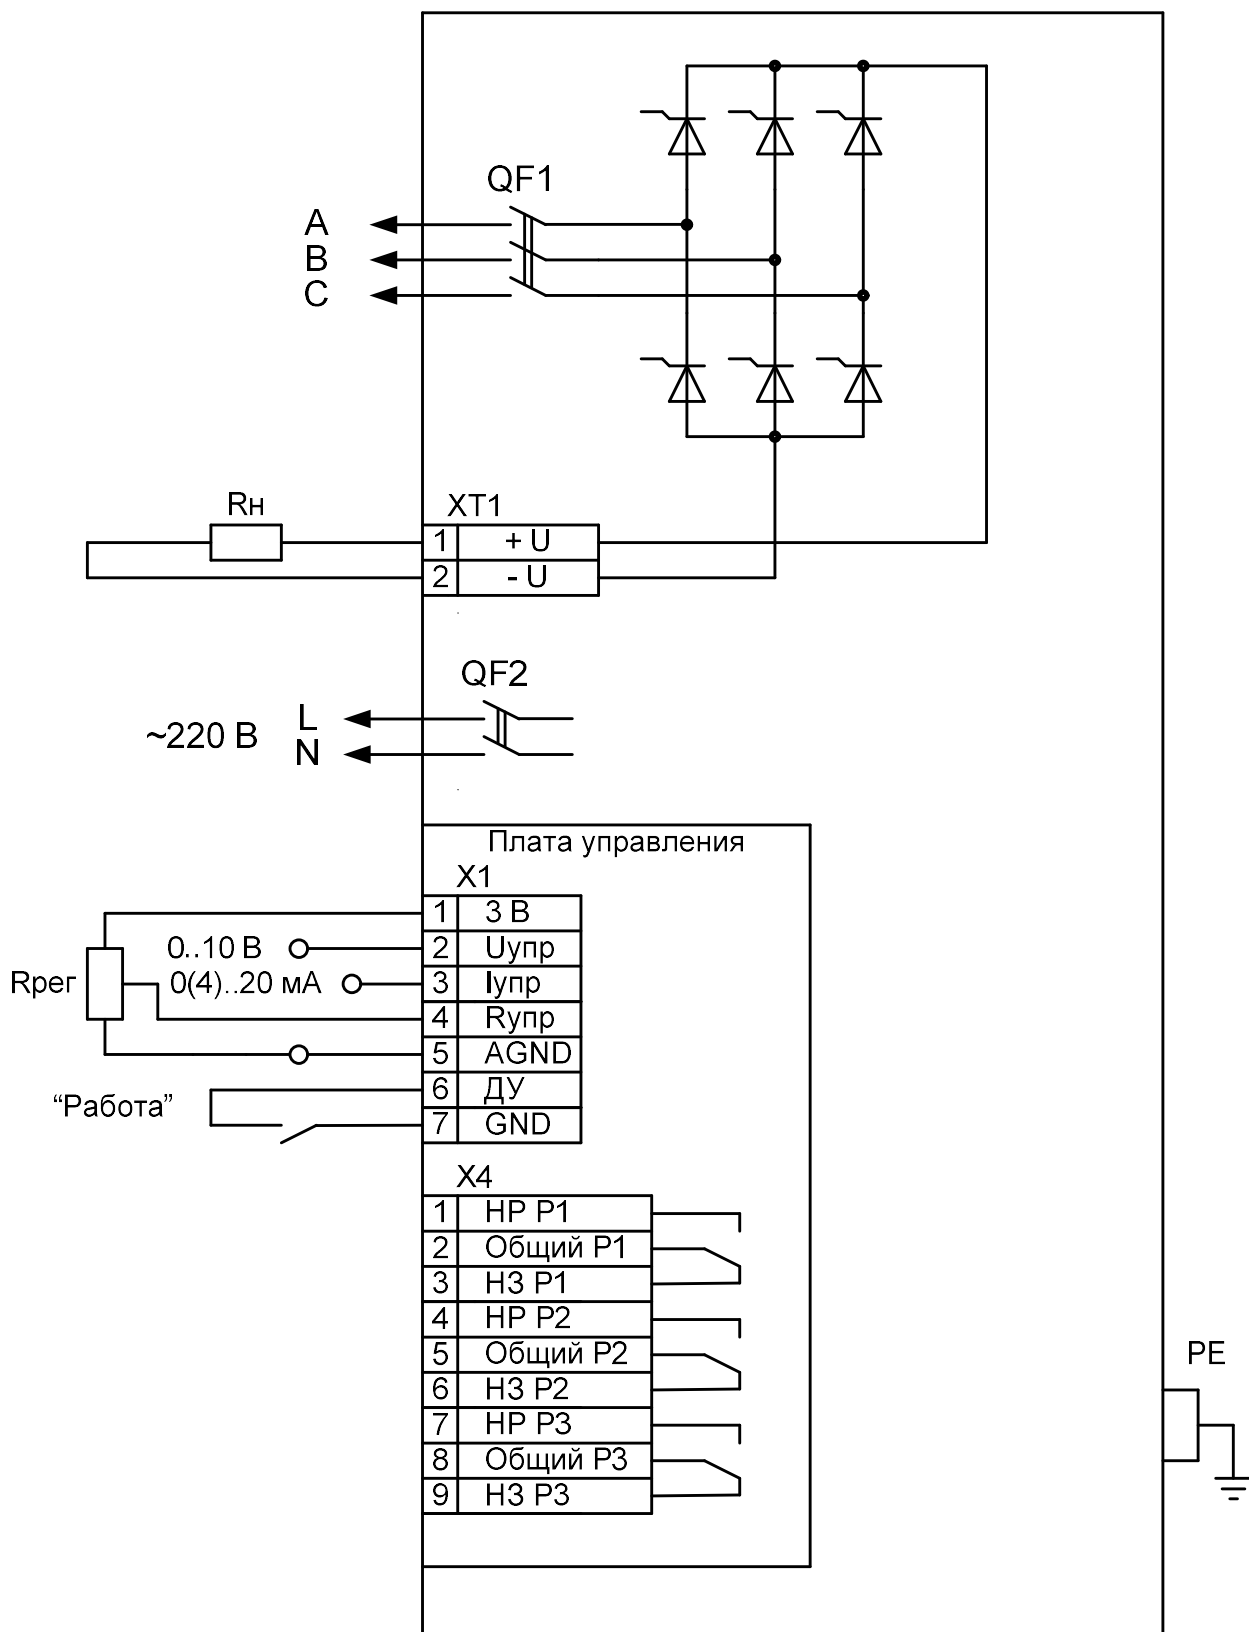 QF1
A
B
C
Rн
XT1
1 + U
2 - U
QF2
~220 В
L
N
Плата управления
X1
1 3 В
0..10 В 2 Uупр
Rрег 0(4)..20 мА 3 Iупр
4 Rупр
5 AGND
“Работа” 6 ДУ
7 GND
X4
1 НР Р1
2 Общий Р1
3 НЗ Р1
4 НР Р2
5 Общий Р2
6 НЗ Р2
7 НР Р3
8 Общий Р3
9 НЗ Р3
PE